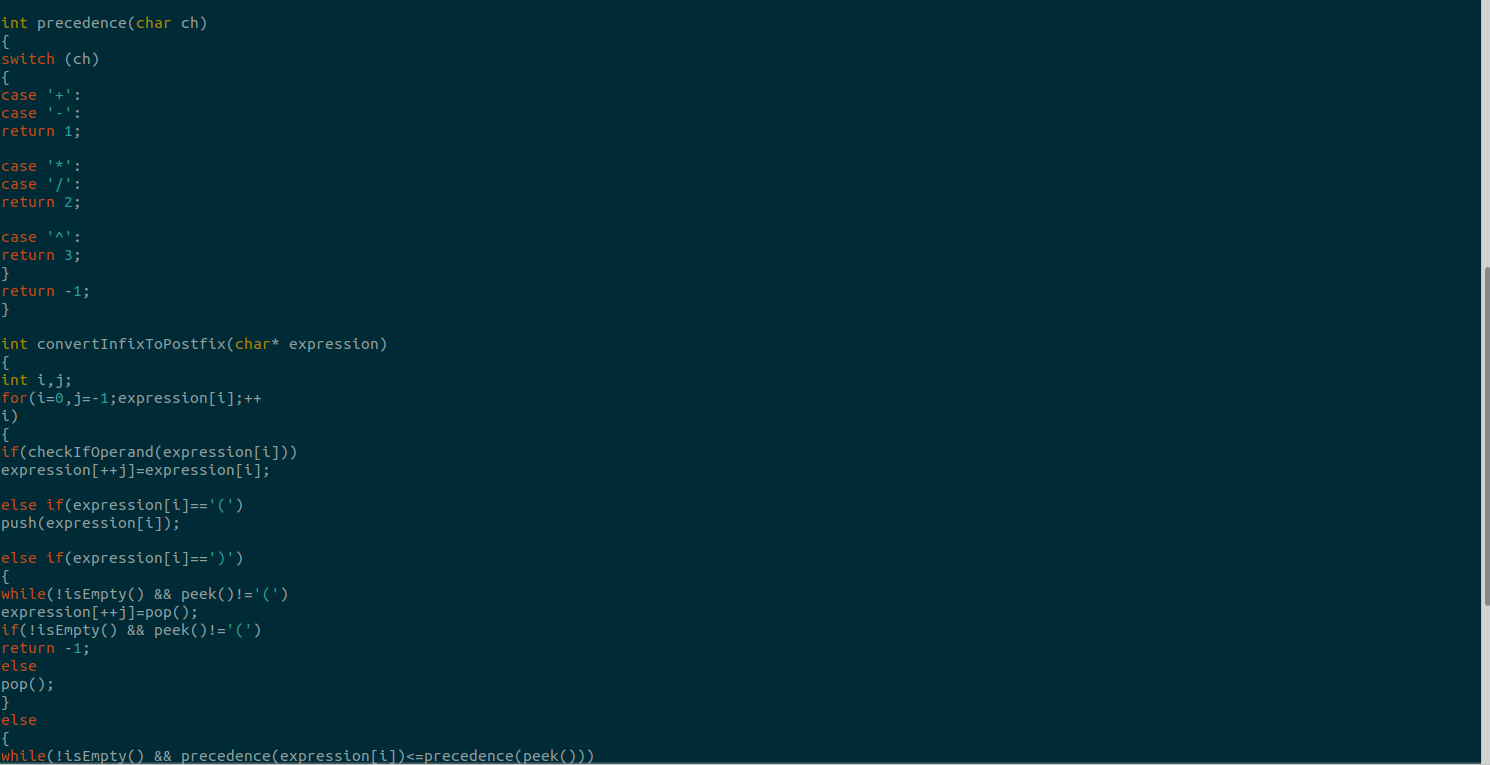 int precedence(char ch)
{
switch (ch)
{
case '+':
case '-':
return 1;
case '*':
case '/':
return 2;
case '^':
return 3;
}
return -1;
}
int convertInfixToPostfix(char* expression)
{
int i,j;
for(i=0,j=-1;expression[i];++
i)
{
if(checkIfOperand(expression[i]))
expression[++j]=expression[i];
else if(expression[i]=='(')
push(expression[i]);
else if(expression[i]==')')
{
while(!isEmpty() && peek()!='(')
expression[++j]=pop();
if(!isEmpty() && peek()!='(')
return -1;
else
pop();
}
else
{
while(!isEmpty() && precedence(expression[i])<=precedence(peek()))